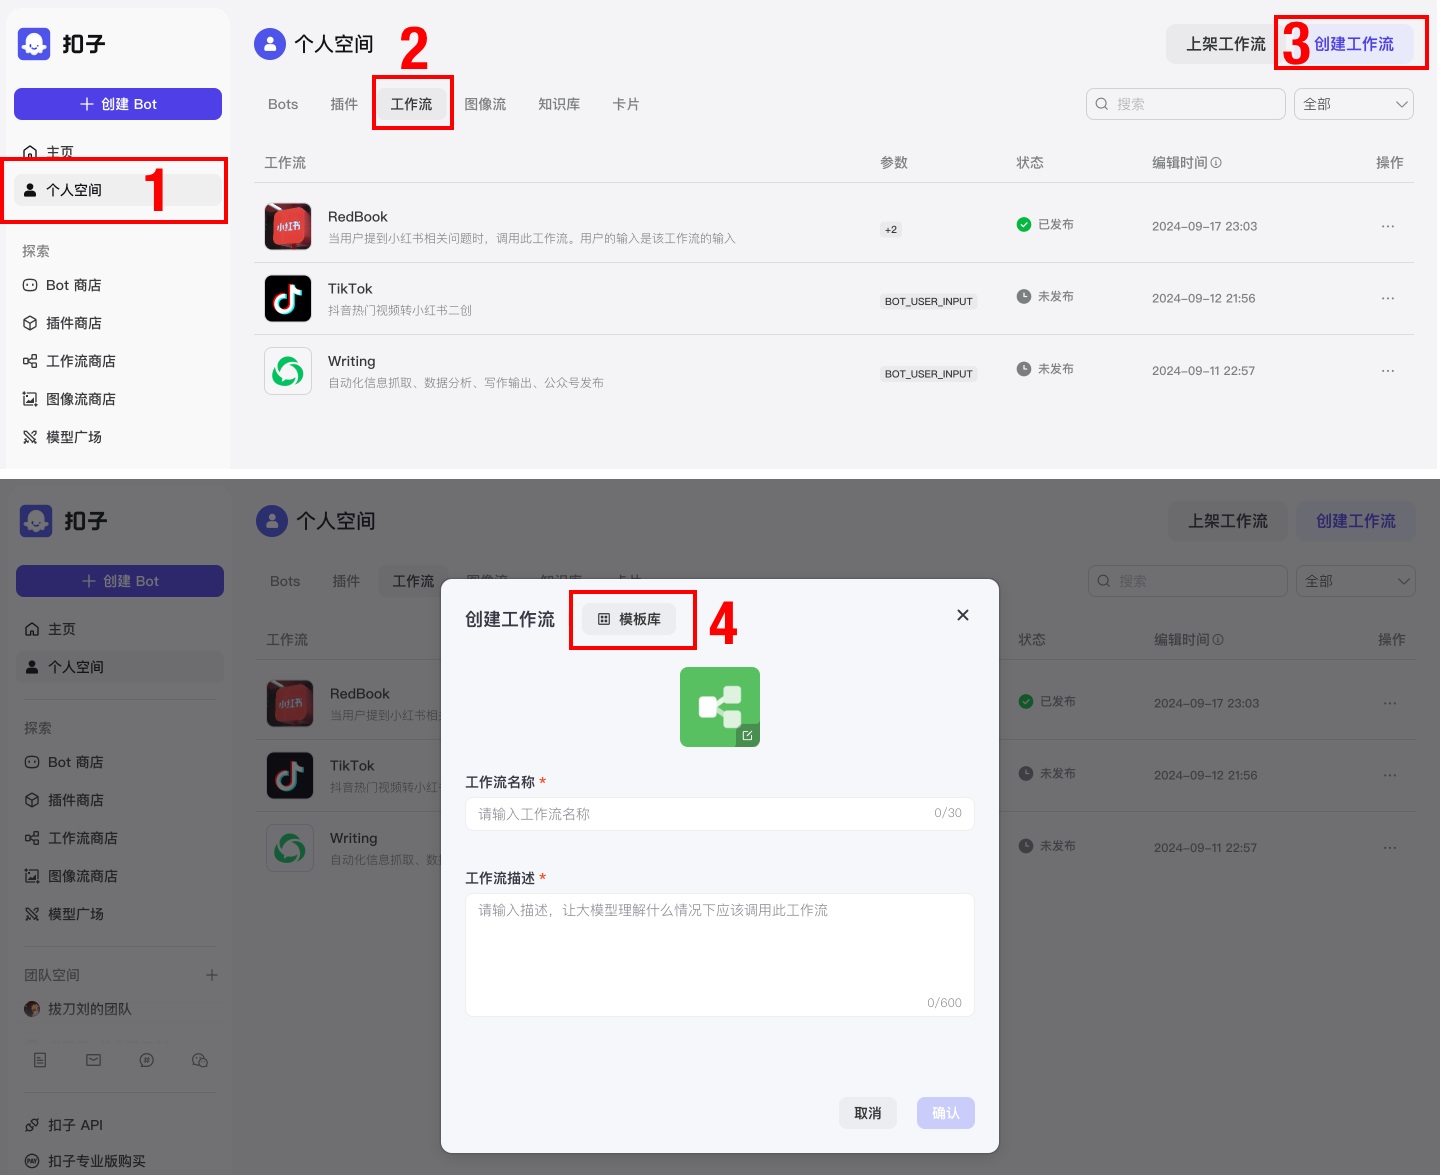 扣子
个人空间
2
上架工作流
3
创建工作流
创建 Bot
Bots
插件
工作流
图像流
知识库
卡片
搜索
全部
主页
个人空间
1
工作流
参数
状态
编辑时间
操作
探索
Bot 商店
插件商店
工作流商店
图像流商店
模型广场
小红书
RedBook
当用户提到小红书相关问题时，调用此工作流。用户的输入是该工作流的输入
+2
已发布
2024-09-17 23:03
TikTok
抖音热门视频转小红书二创
BOT_USER_INPUT
未发布
2024-09-12 21:56
Writing
自动化信息抓取、数据分析、写作输出、公众号发布
BOT_USER_INPUT
未发布
2024-09-11 22:57
扣子
个人空间
上架工作流
创建工作流
创建 Bot
Bots
插件
工作流
搜索
全部
主页
个人空间
工作流
状态
编辑时间
操作
探索
Bot 商店
插件商店
工作流商店
图像流商店
模型广场
团队空间
拔刀刘的团队
扣子 API
扣子专业版购买
小红书
RedBook
当用户提到小红书相
已发布
2024-09-17 23:03
TikTok
抖音热门视频转小红
未发布
2024-09-12 21:56
Writing
自动化信息抓取、数
未发布
2024-09-11 22:57
创建工作流
模板库
4
工作流名称 *
请输入工作流名称
0/30
工作流描述 *
请输入描述，让大模型理解什么情况下应该调用此工作流
0/600
取消
确认